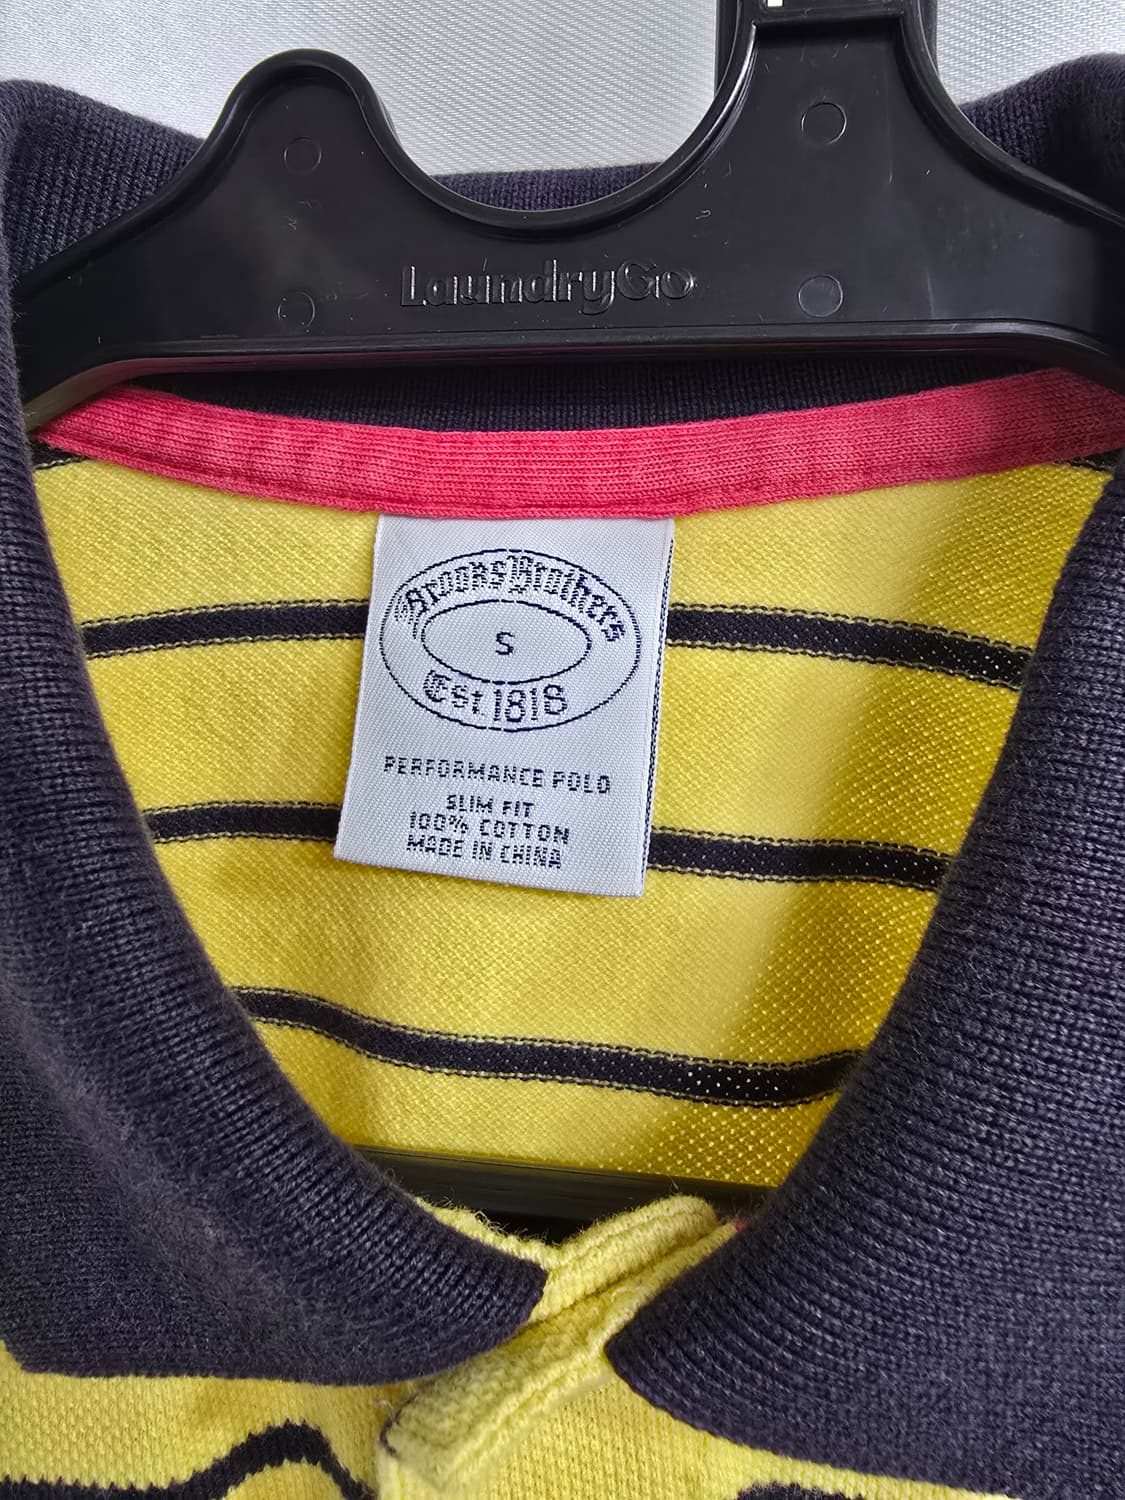 LaundryGo
Brooks Brothers
S
Est 1818
PERFORMANCE POLO
SLIM FIT
100% COTTON
MADE IN CHINA